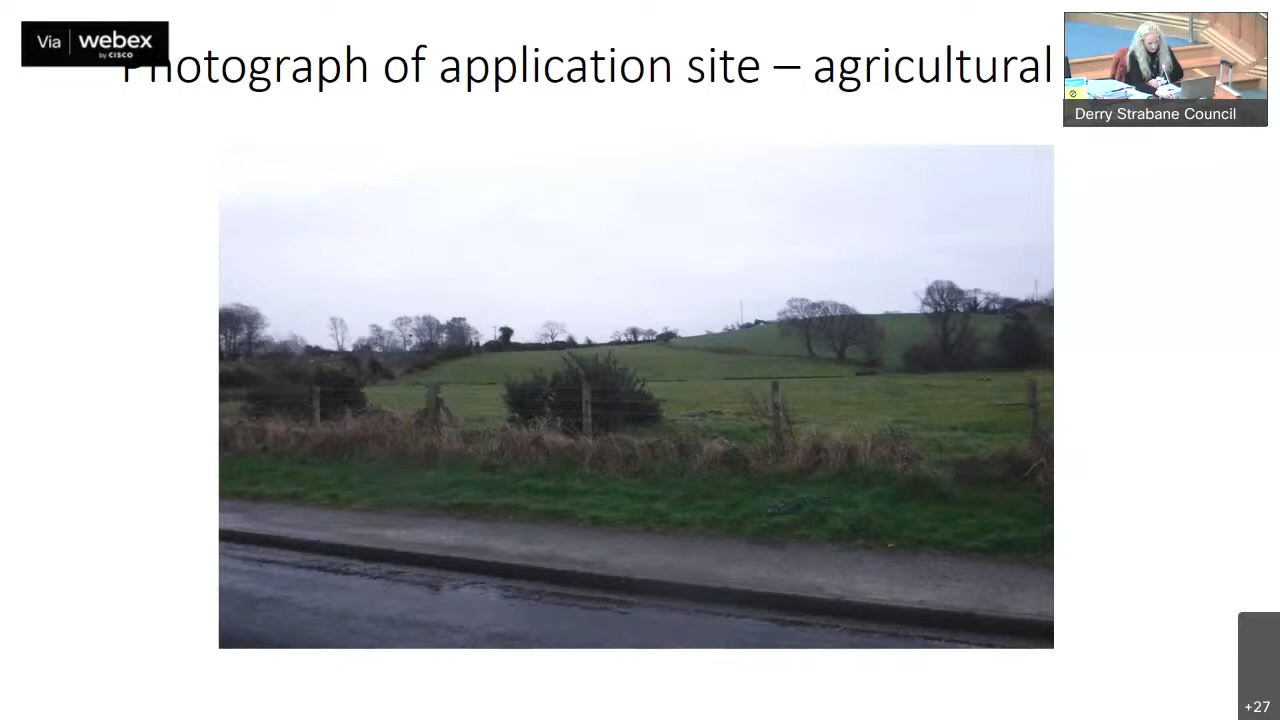 Via webex
by CISCO
Photograph of application site – agricultural
Derry Strabane Council
+27